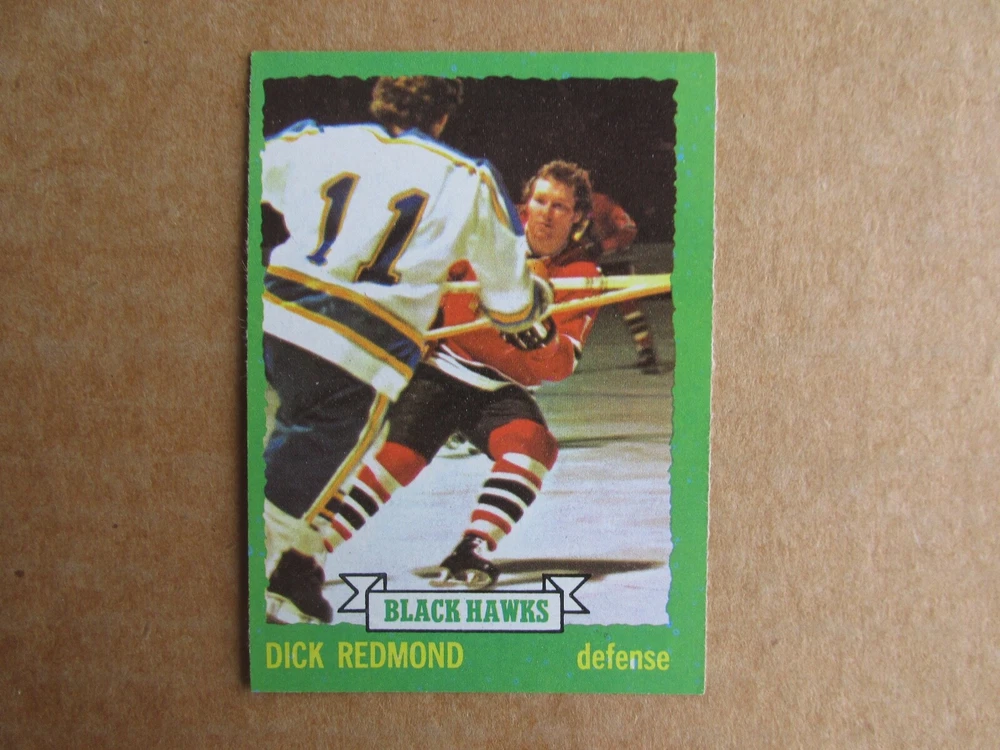 11
BLACK HAWKS
DICK REDMOND defense